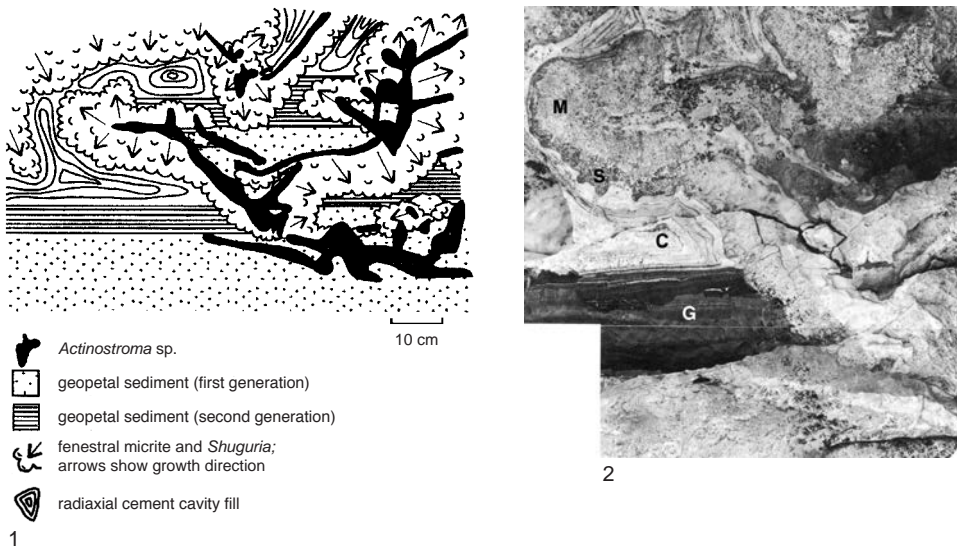 10 cm
Actinostroma sp.
geopetal sediment (first generation)
geopetal sediment (second generation)
fenestral micrite and Shuguria;
arrows show growth direction
radiaxial cement cavity fill
1
M
S
C
G
2